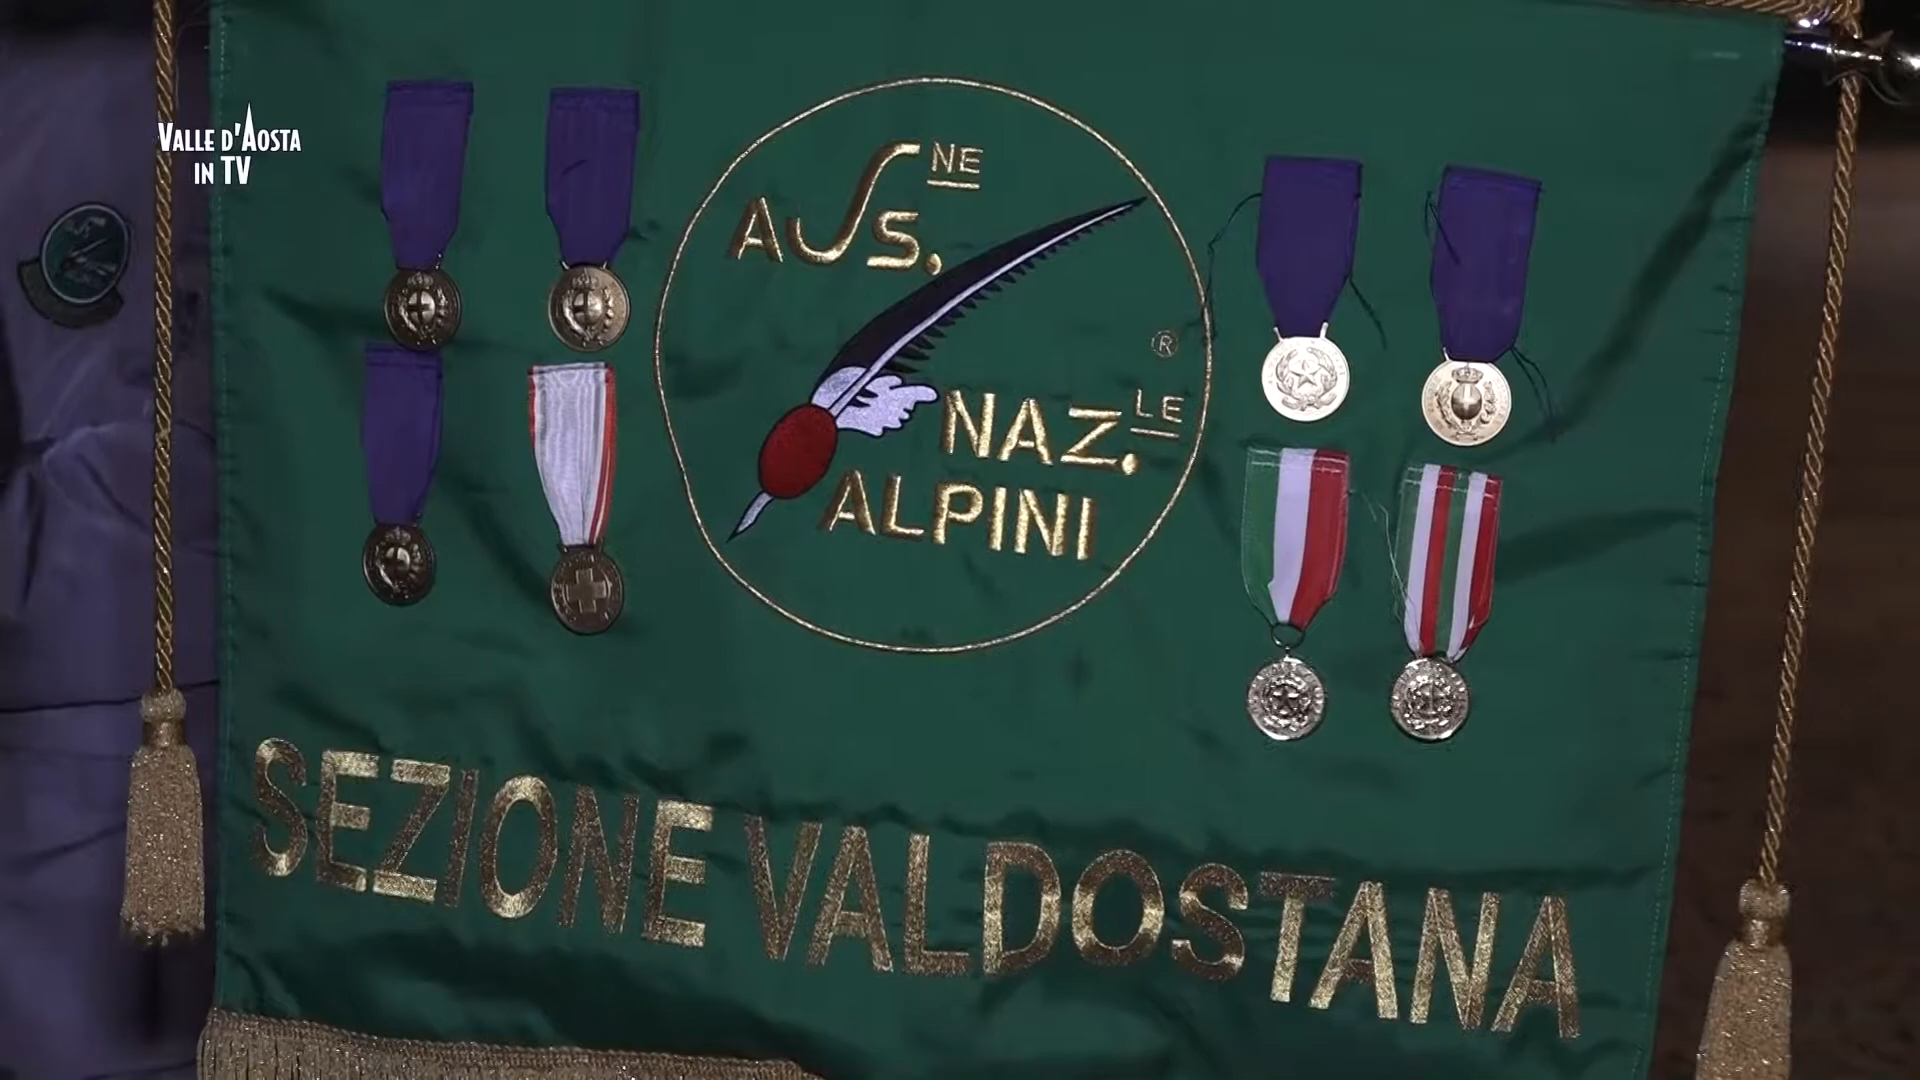 VALLE D'AOSTA
IN TV
ASS.NE
NAZ.LE
®
ALPINI
SEZIONE VALDOSTANA